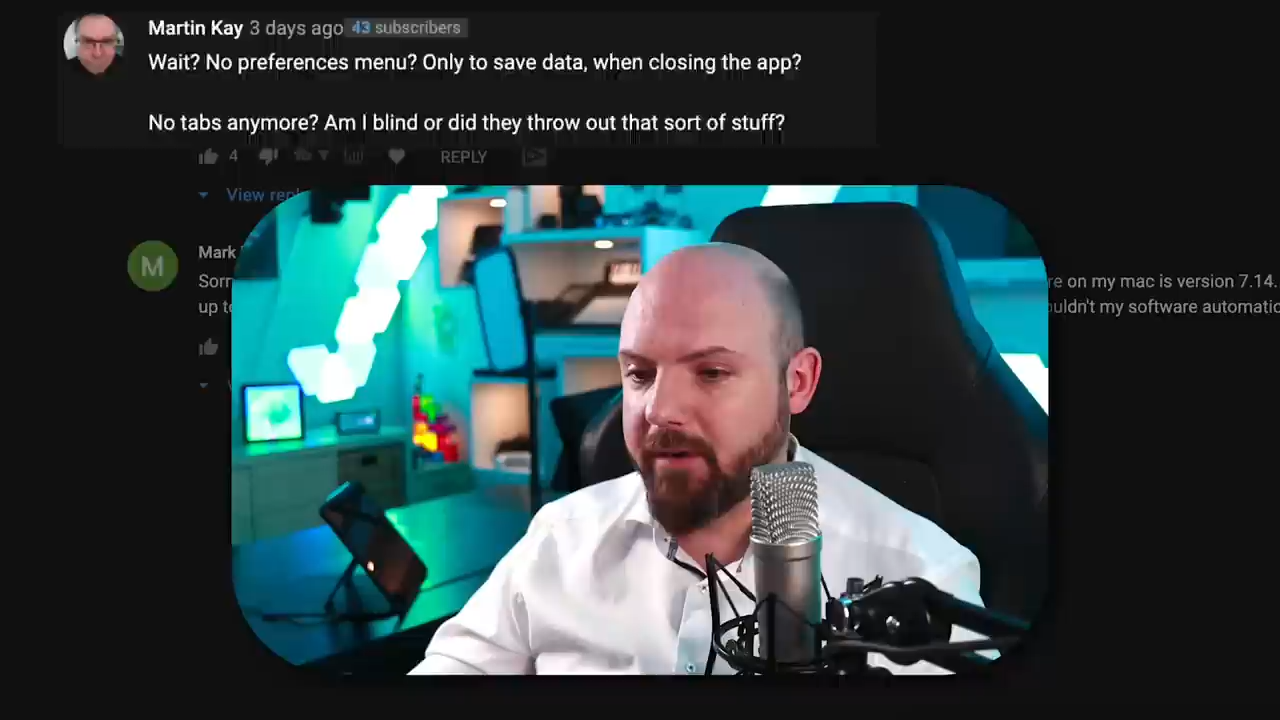 Martin Kay 3 days ago 43 subscribers
Wait? No preferences menu? Only to save data, when closing the app?
No tabs anymore? Am I blind or did they throw out that sort of stuff?
4 REPLY
View
M Mark
re on my mac is version 7.14.
up
my software